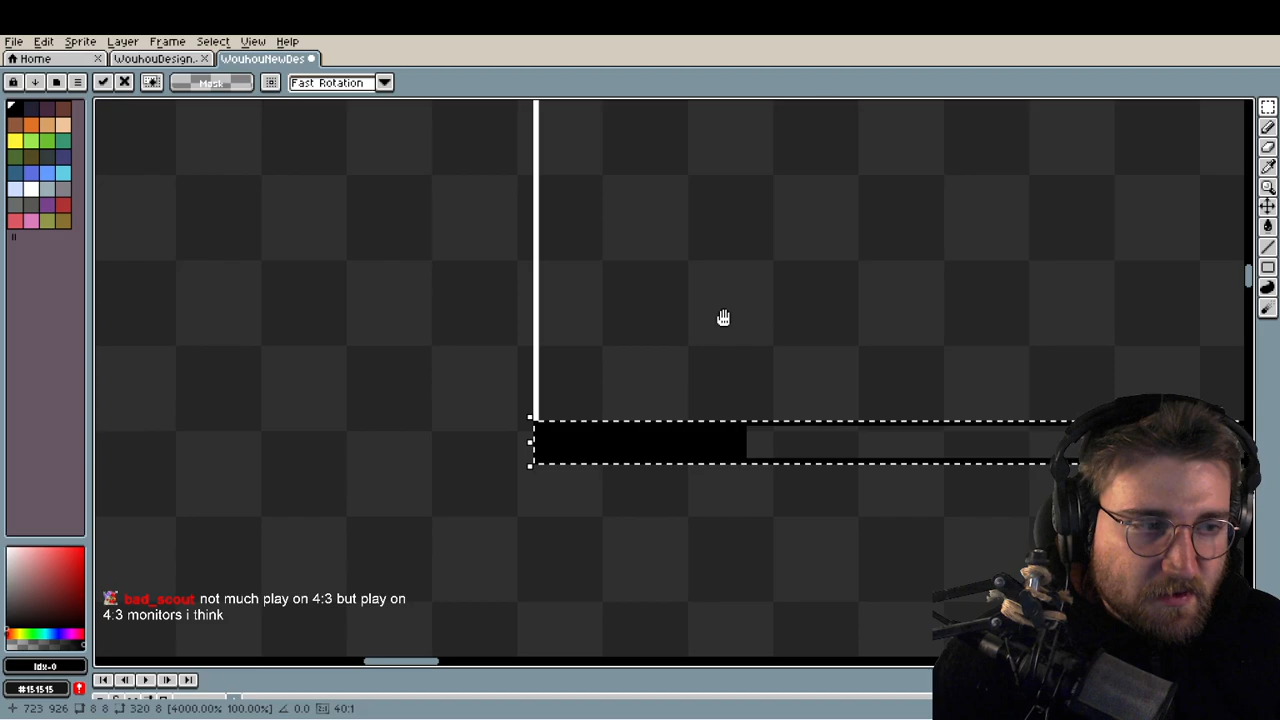 File Edit Sprite Layer Frame Select View Help
Home WouhouDesign. WouhouNewDes
Mask Fast Rotation
bad_scout not much play on 4:3 but play on
4:3 monitors i think
Idx-0
#151515
723 926 8 8 320 8 [4000.00% 100.00%] 0.0 40:1